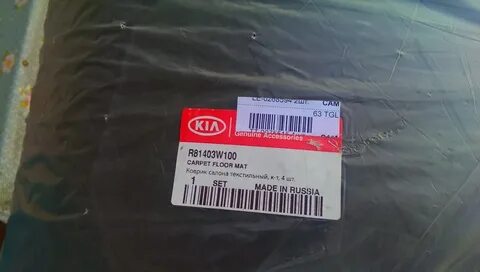 2шт. CAM
63 TGL
KIA
Genuine Accessories
R81403W100
CARPET FLOOR MAT
Коврик салона текстильный, к-т, 4 шт.
1 SET MADE IN RUSSIA